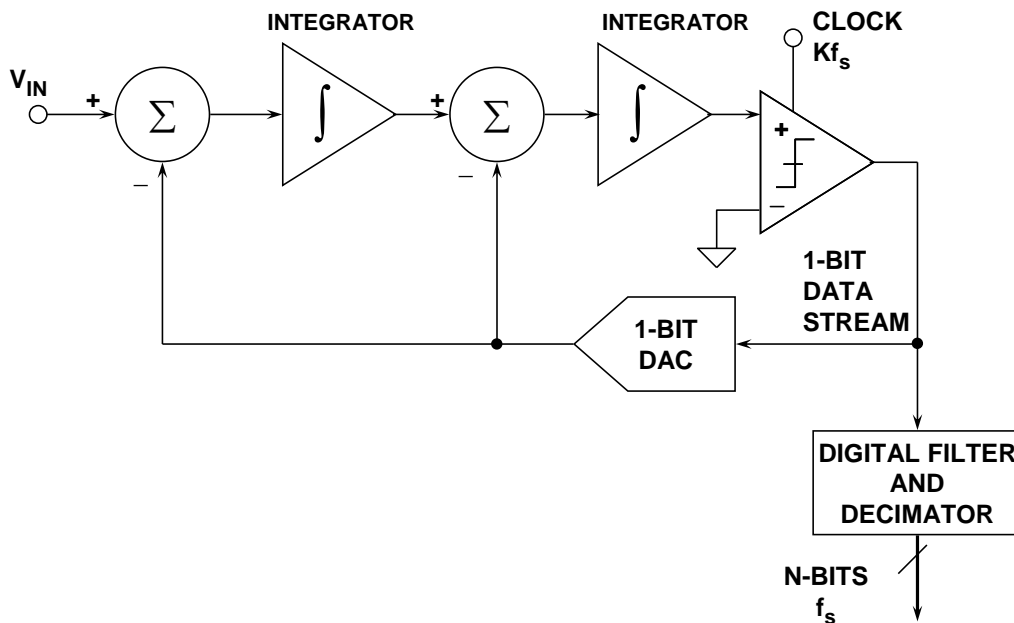 INTEGRATOR
INTEGRATOR
CLOCK
Kfs
VIN
+
Σ
−
∫
+
Σ
−
∫
+
−
1-BIT
DATA
STREAM
1-BIT
DAC
DIGITAL FILTER
AND
DECIMATOR
N-BITS
fs